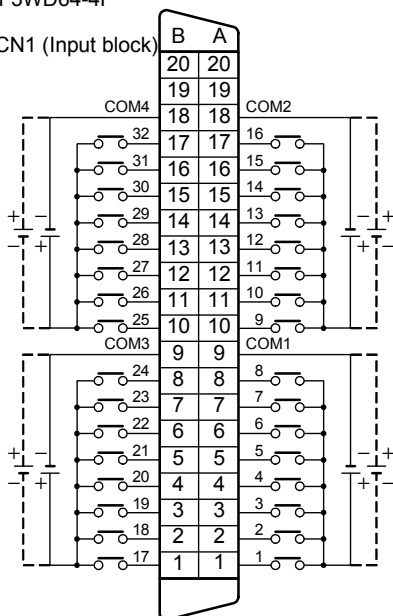 F3WD64-4F
CN1 (Input block)
B A
20 20
19 19
COM4 18 18 COM2
32 17 17 16
31 16 16 15
30 15 15 14
29 14 14 13
28 13 13 12
27 12 12 11
26 11 11 10
25 10 10 9
COM3 9 9 COM1
24 8 8 8
23 7 7 7
22 6 6 6
21 5 5 5
20 4 4 4
19 3 3 3
18 2 2 2
17 1 1 1